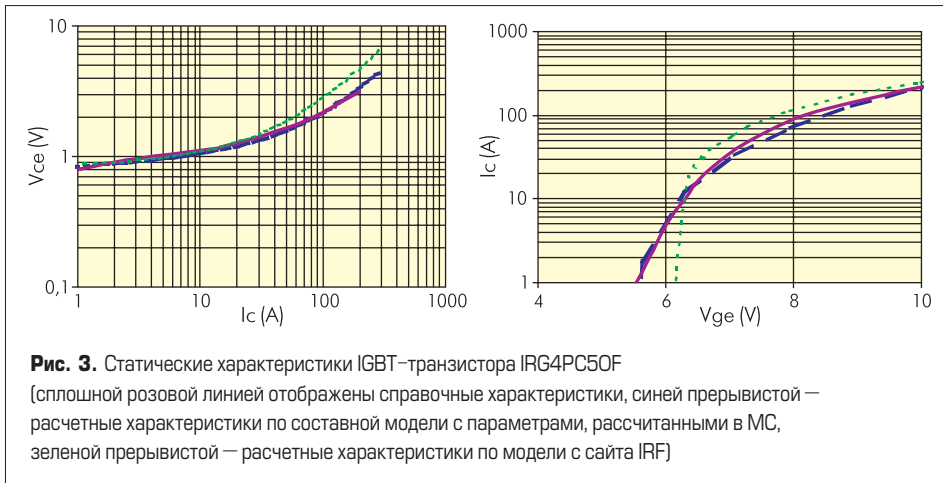 10
1
0,1
Vce (V)
1
10
100
1000
Ic (A)
1000
100
10
1
Ic (A)
4
6
8
10
Vge (V)
Рис. 3. Статические характеристики IGBT–транзистора IRG4PC50F
(сплошной розовой линией отображены справочные характеристики, синей прерывистой —
расчетные характеристики по составной модели с параметрами, рассчитанными в МС,
зеленой прерывистой — расчетные характеристики по модели с сайта IRF)